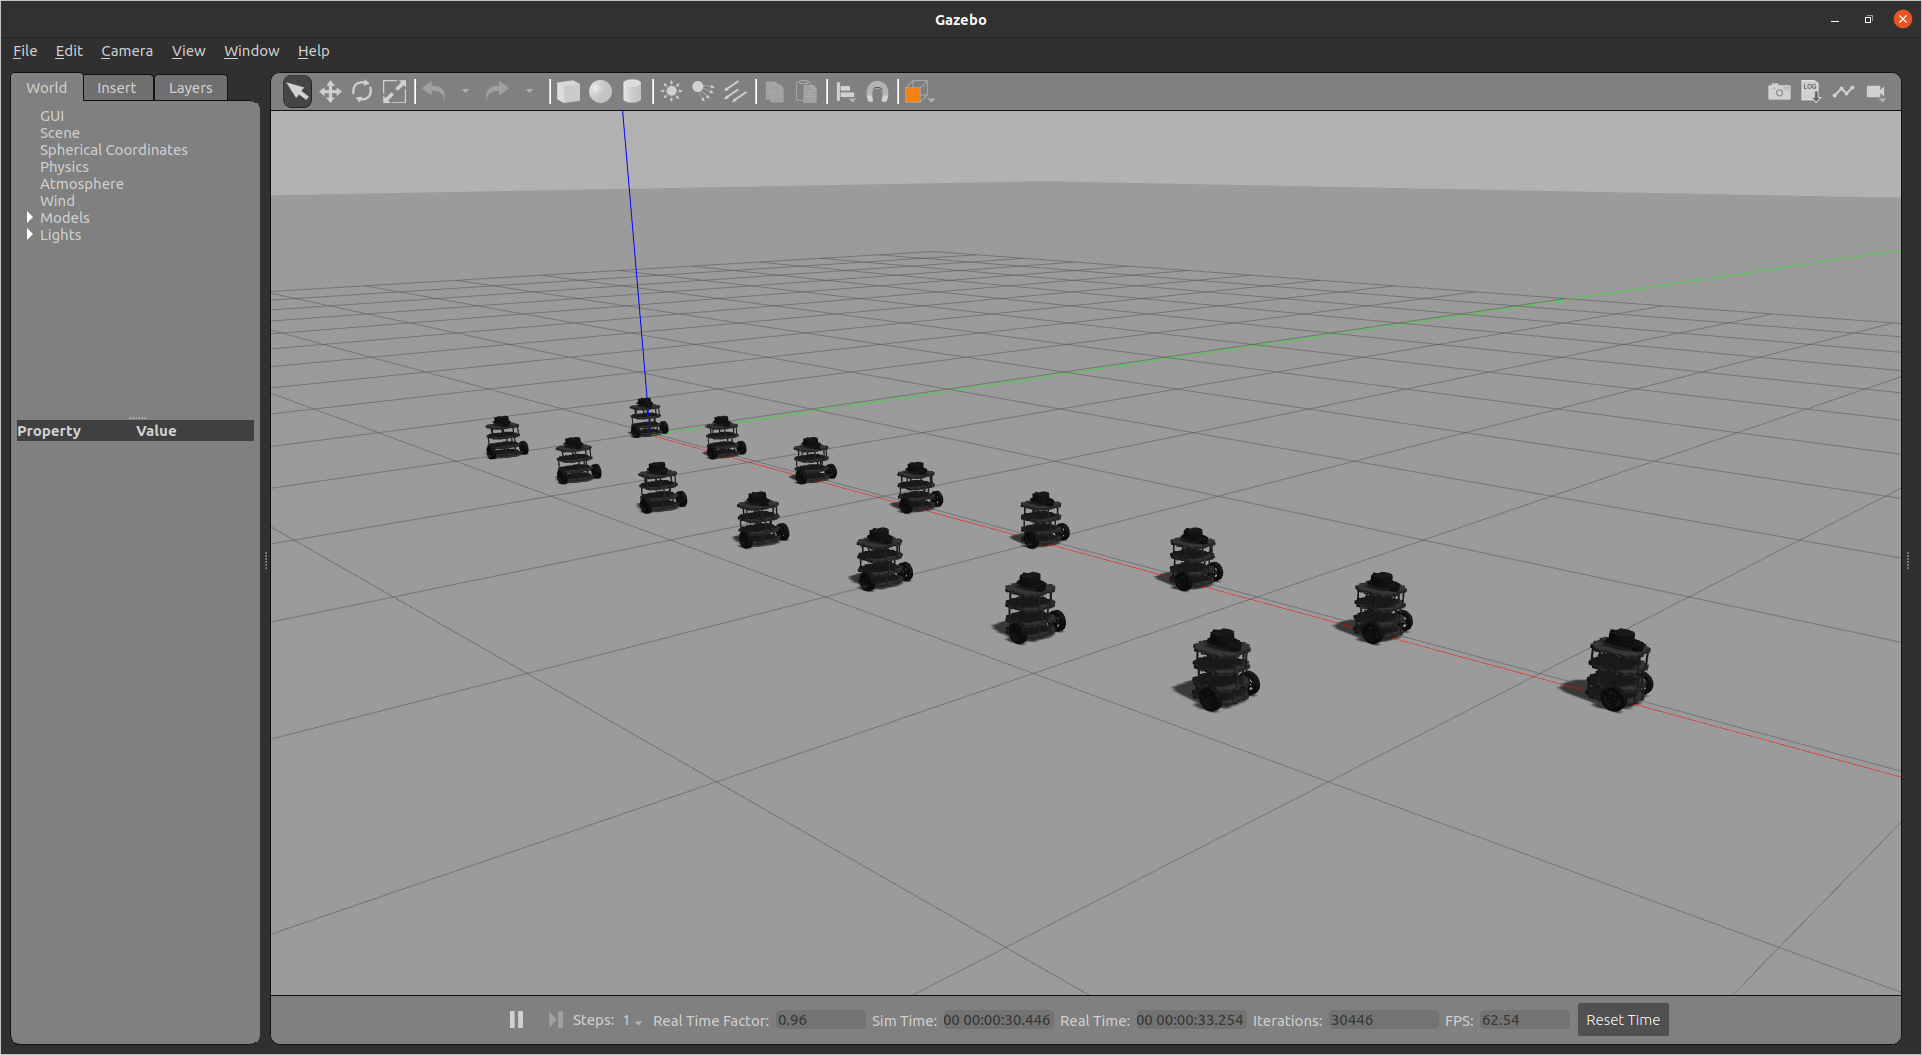 Gazebo
File Edit Camera View Window Help
World Insert Layers
GUI
Scene
Spherical Coordinates
Physics
Atmosphere
Wind
Models
Lights
Property Value
LOG
Steps: 1 Real Time Factor: 0.96 Sim Time: 00 00:00:30.446 Real Time: 00 00:00:33.254 Iterations: 30446 FPS: 62.54 Reset Time